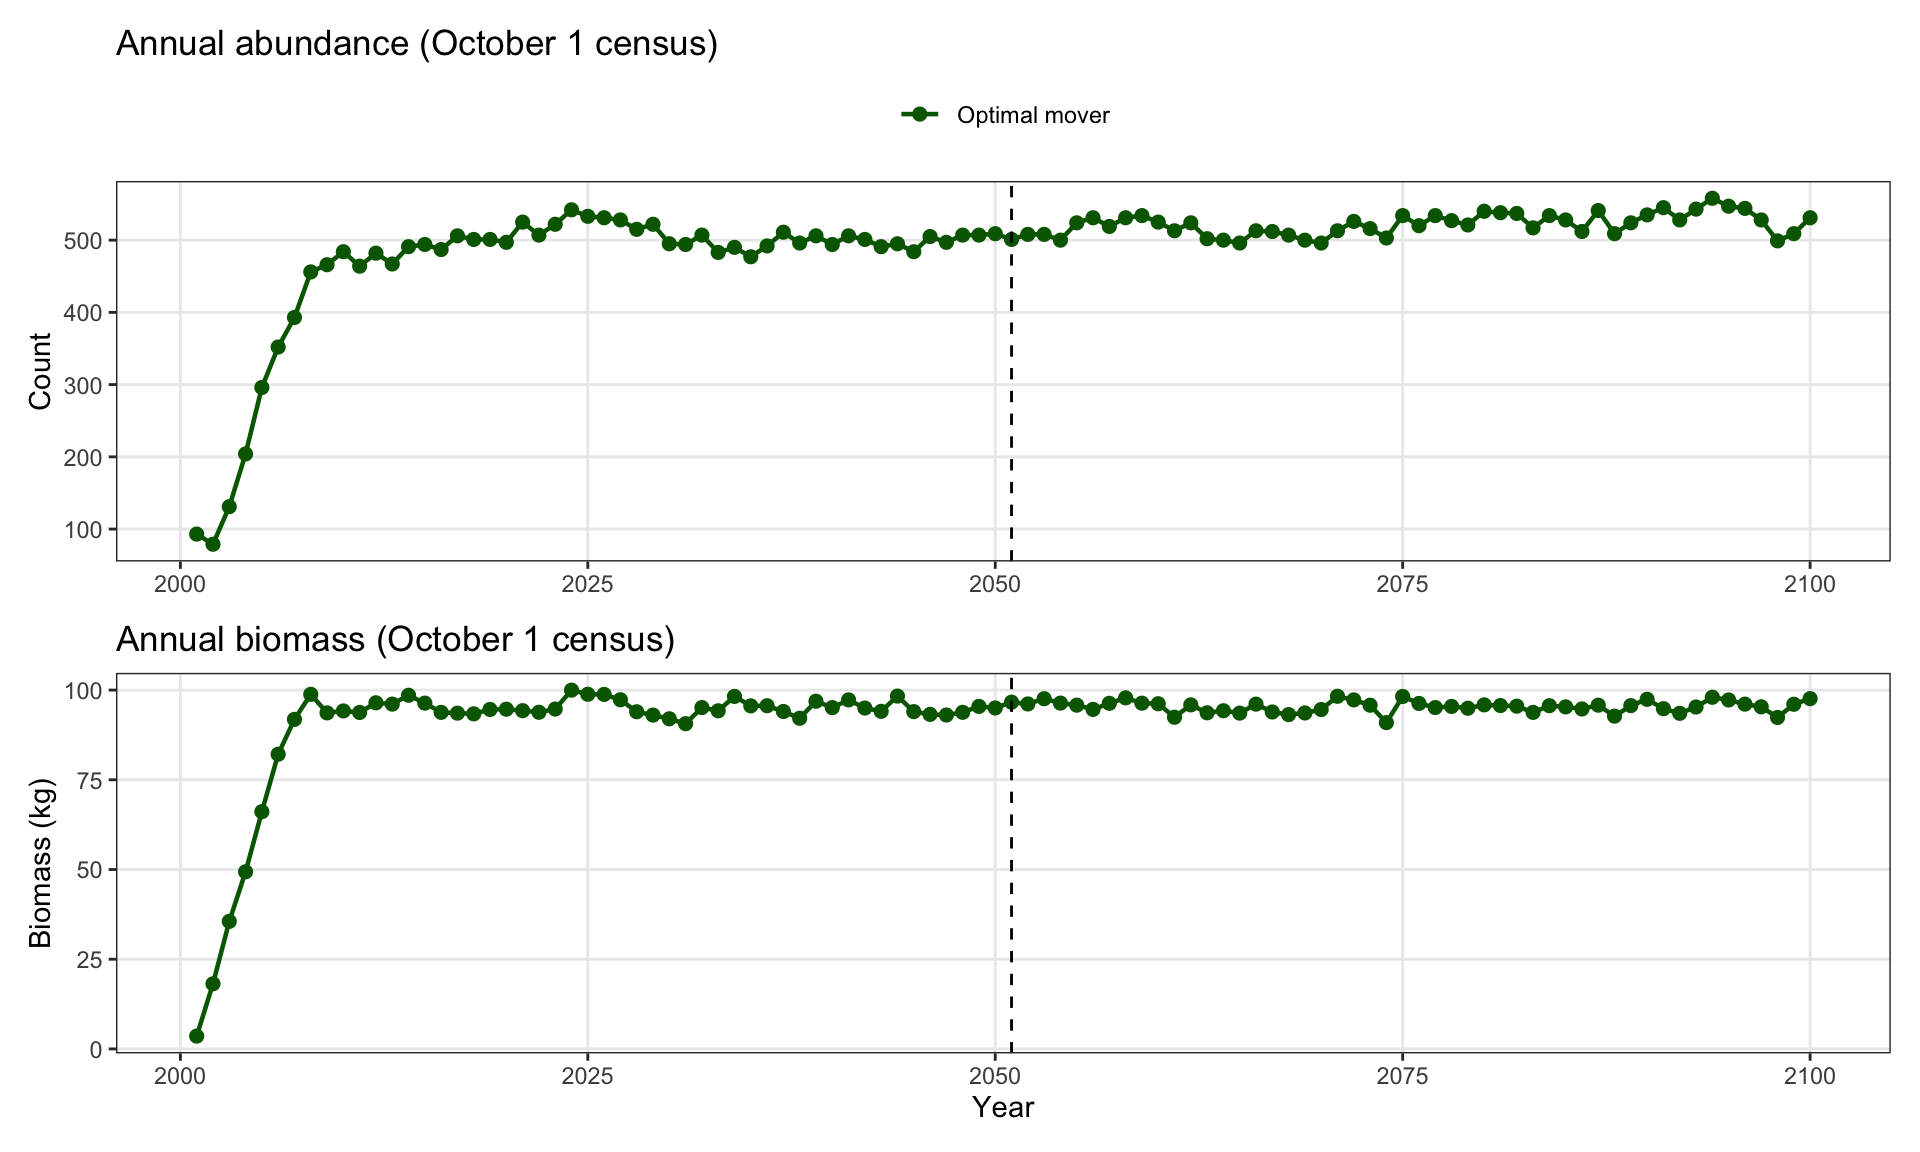 Annual abundance (October 1 census)
Optimal mover
Count
500
400
300
200
100
2000 2025 2050 2075 2100
Annual biomass (October 1 census)
Biomass (kg)
100
75
50
25
0
2000 2025 2050 2075 2100
Year